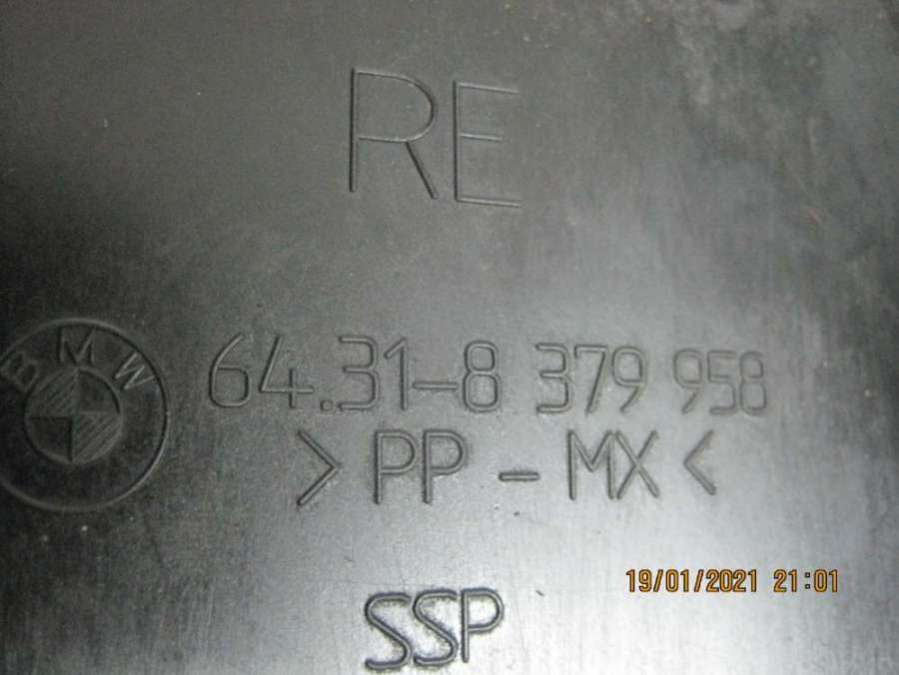 RE
BMW
64.31-8 379 958
>PP-MX<
19/01/2021 21:01
SSP